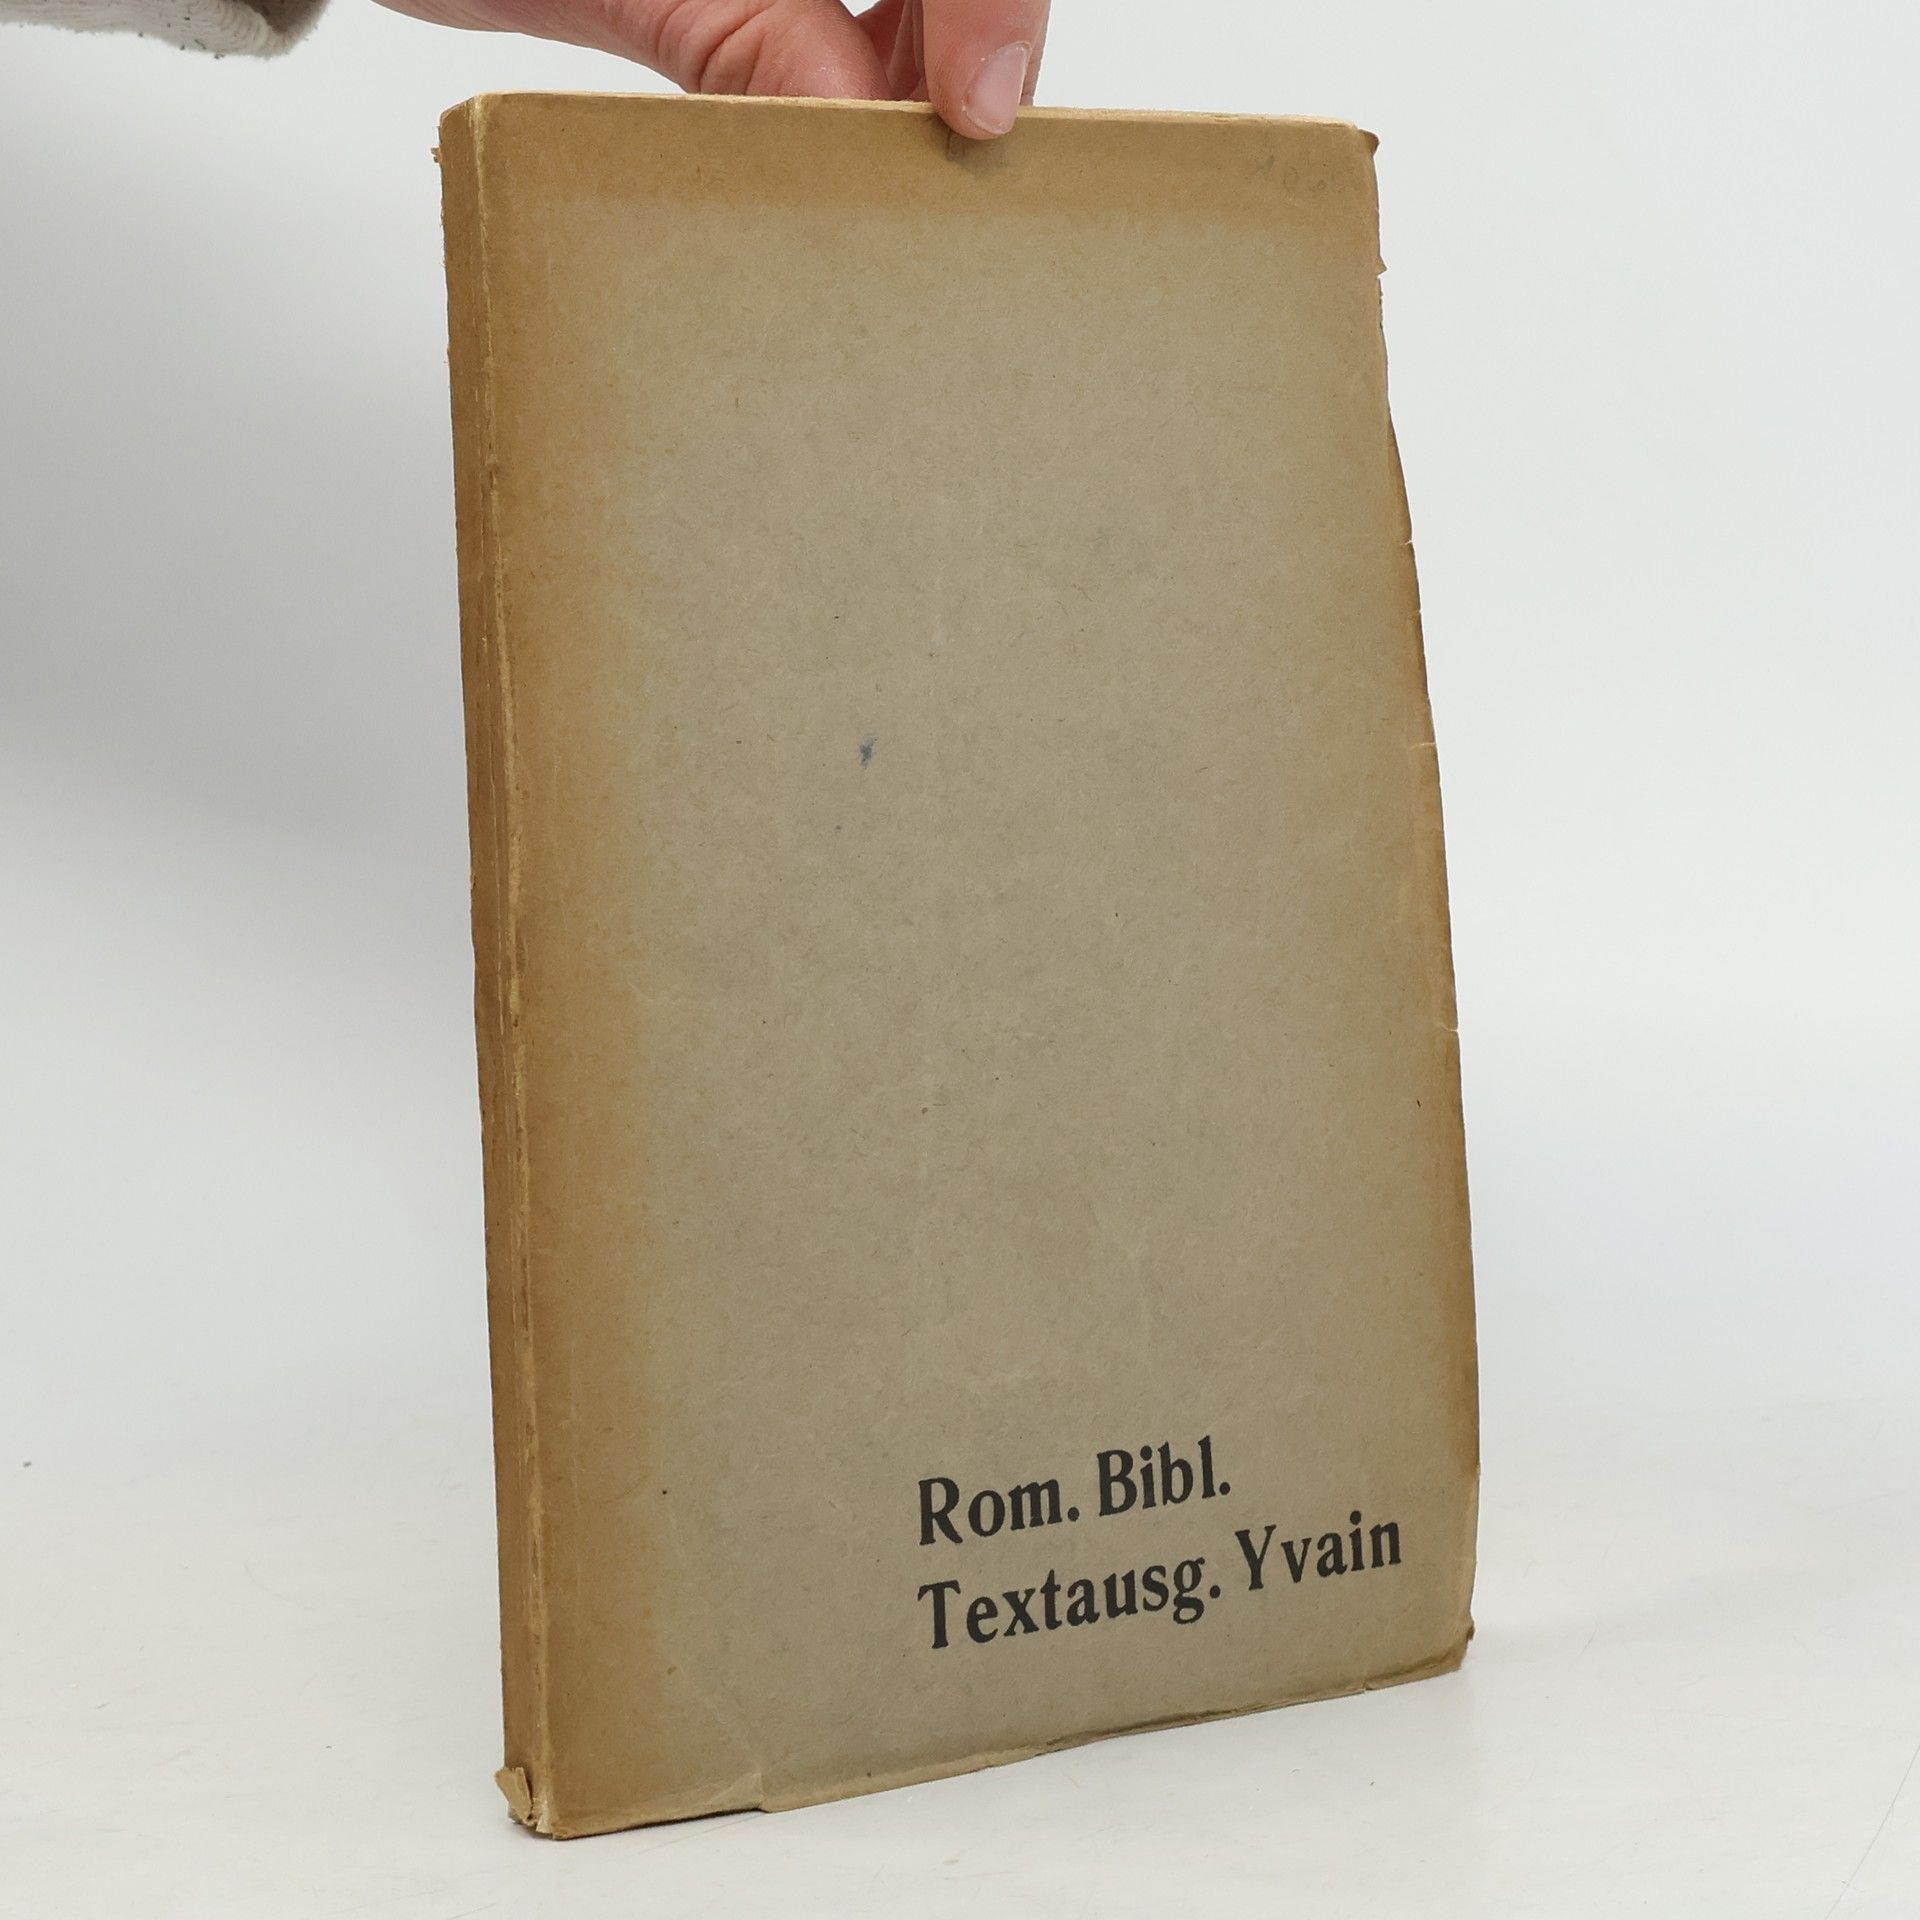 Rom. Bibl.
Textausg. Yvain